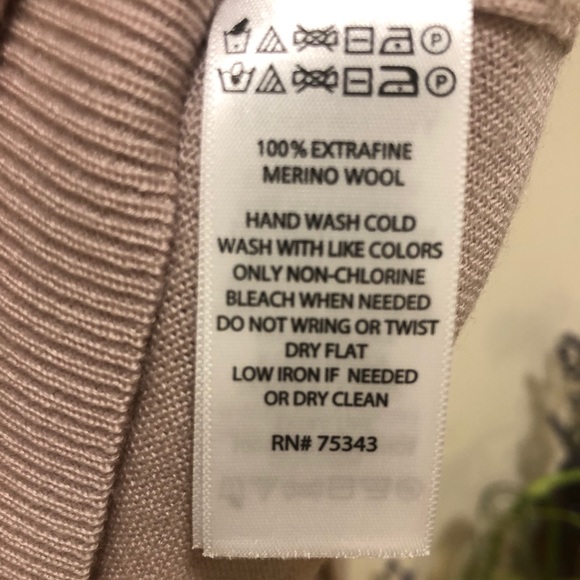 P
P
100% EXTRAFINE
MERINO WOOL
HAND WASH COLD
WASH WITH LIKE COLORS
ONLY NON-CHLORINE
BLEACH WHEN NEEDED
DO NOT WRING OR TWIST
DRY FLAT
LOW IRON IF NEEDED
OR DRY CLEAN
RN# 75343